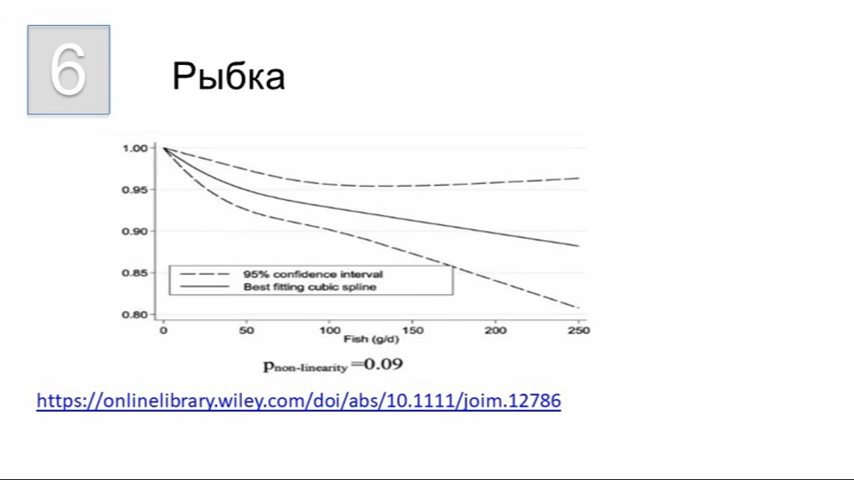 6
Рыбка
1.00
0.95
0.90
0.85
0.80
95% confidence interval
Best fitting cubic spline
0 50 100 150 200 250
Fish (g/d)
pnon-linearity=0.09
https://onlinelibrary.wiley.com/doi/abs/10.1111/joim.12786